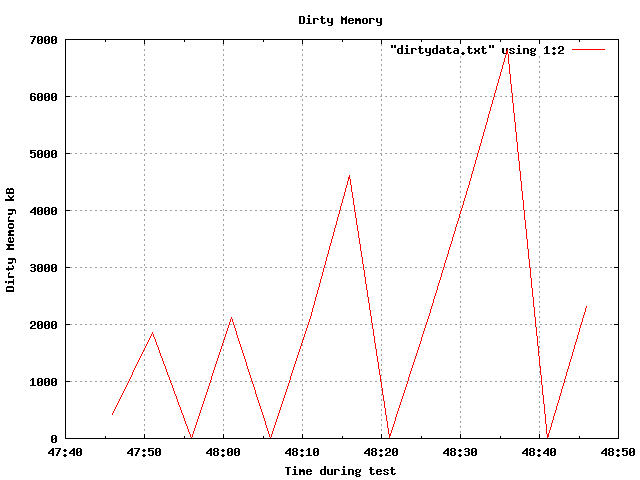 Dirty Memory
"dirtydata.txt" using 1:2
7000
6000
5000
4000
3000
2000
1000
0
Dirty Memory kB
47:40 47:50 48:00 48:10 48:20 48:30 48:40 48:50
Time during test